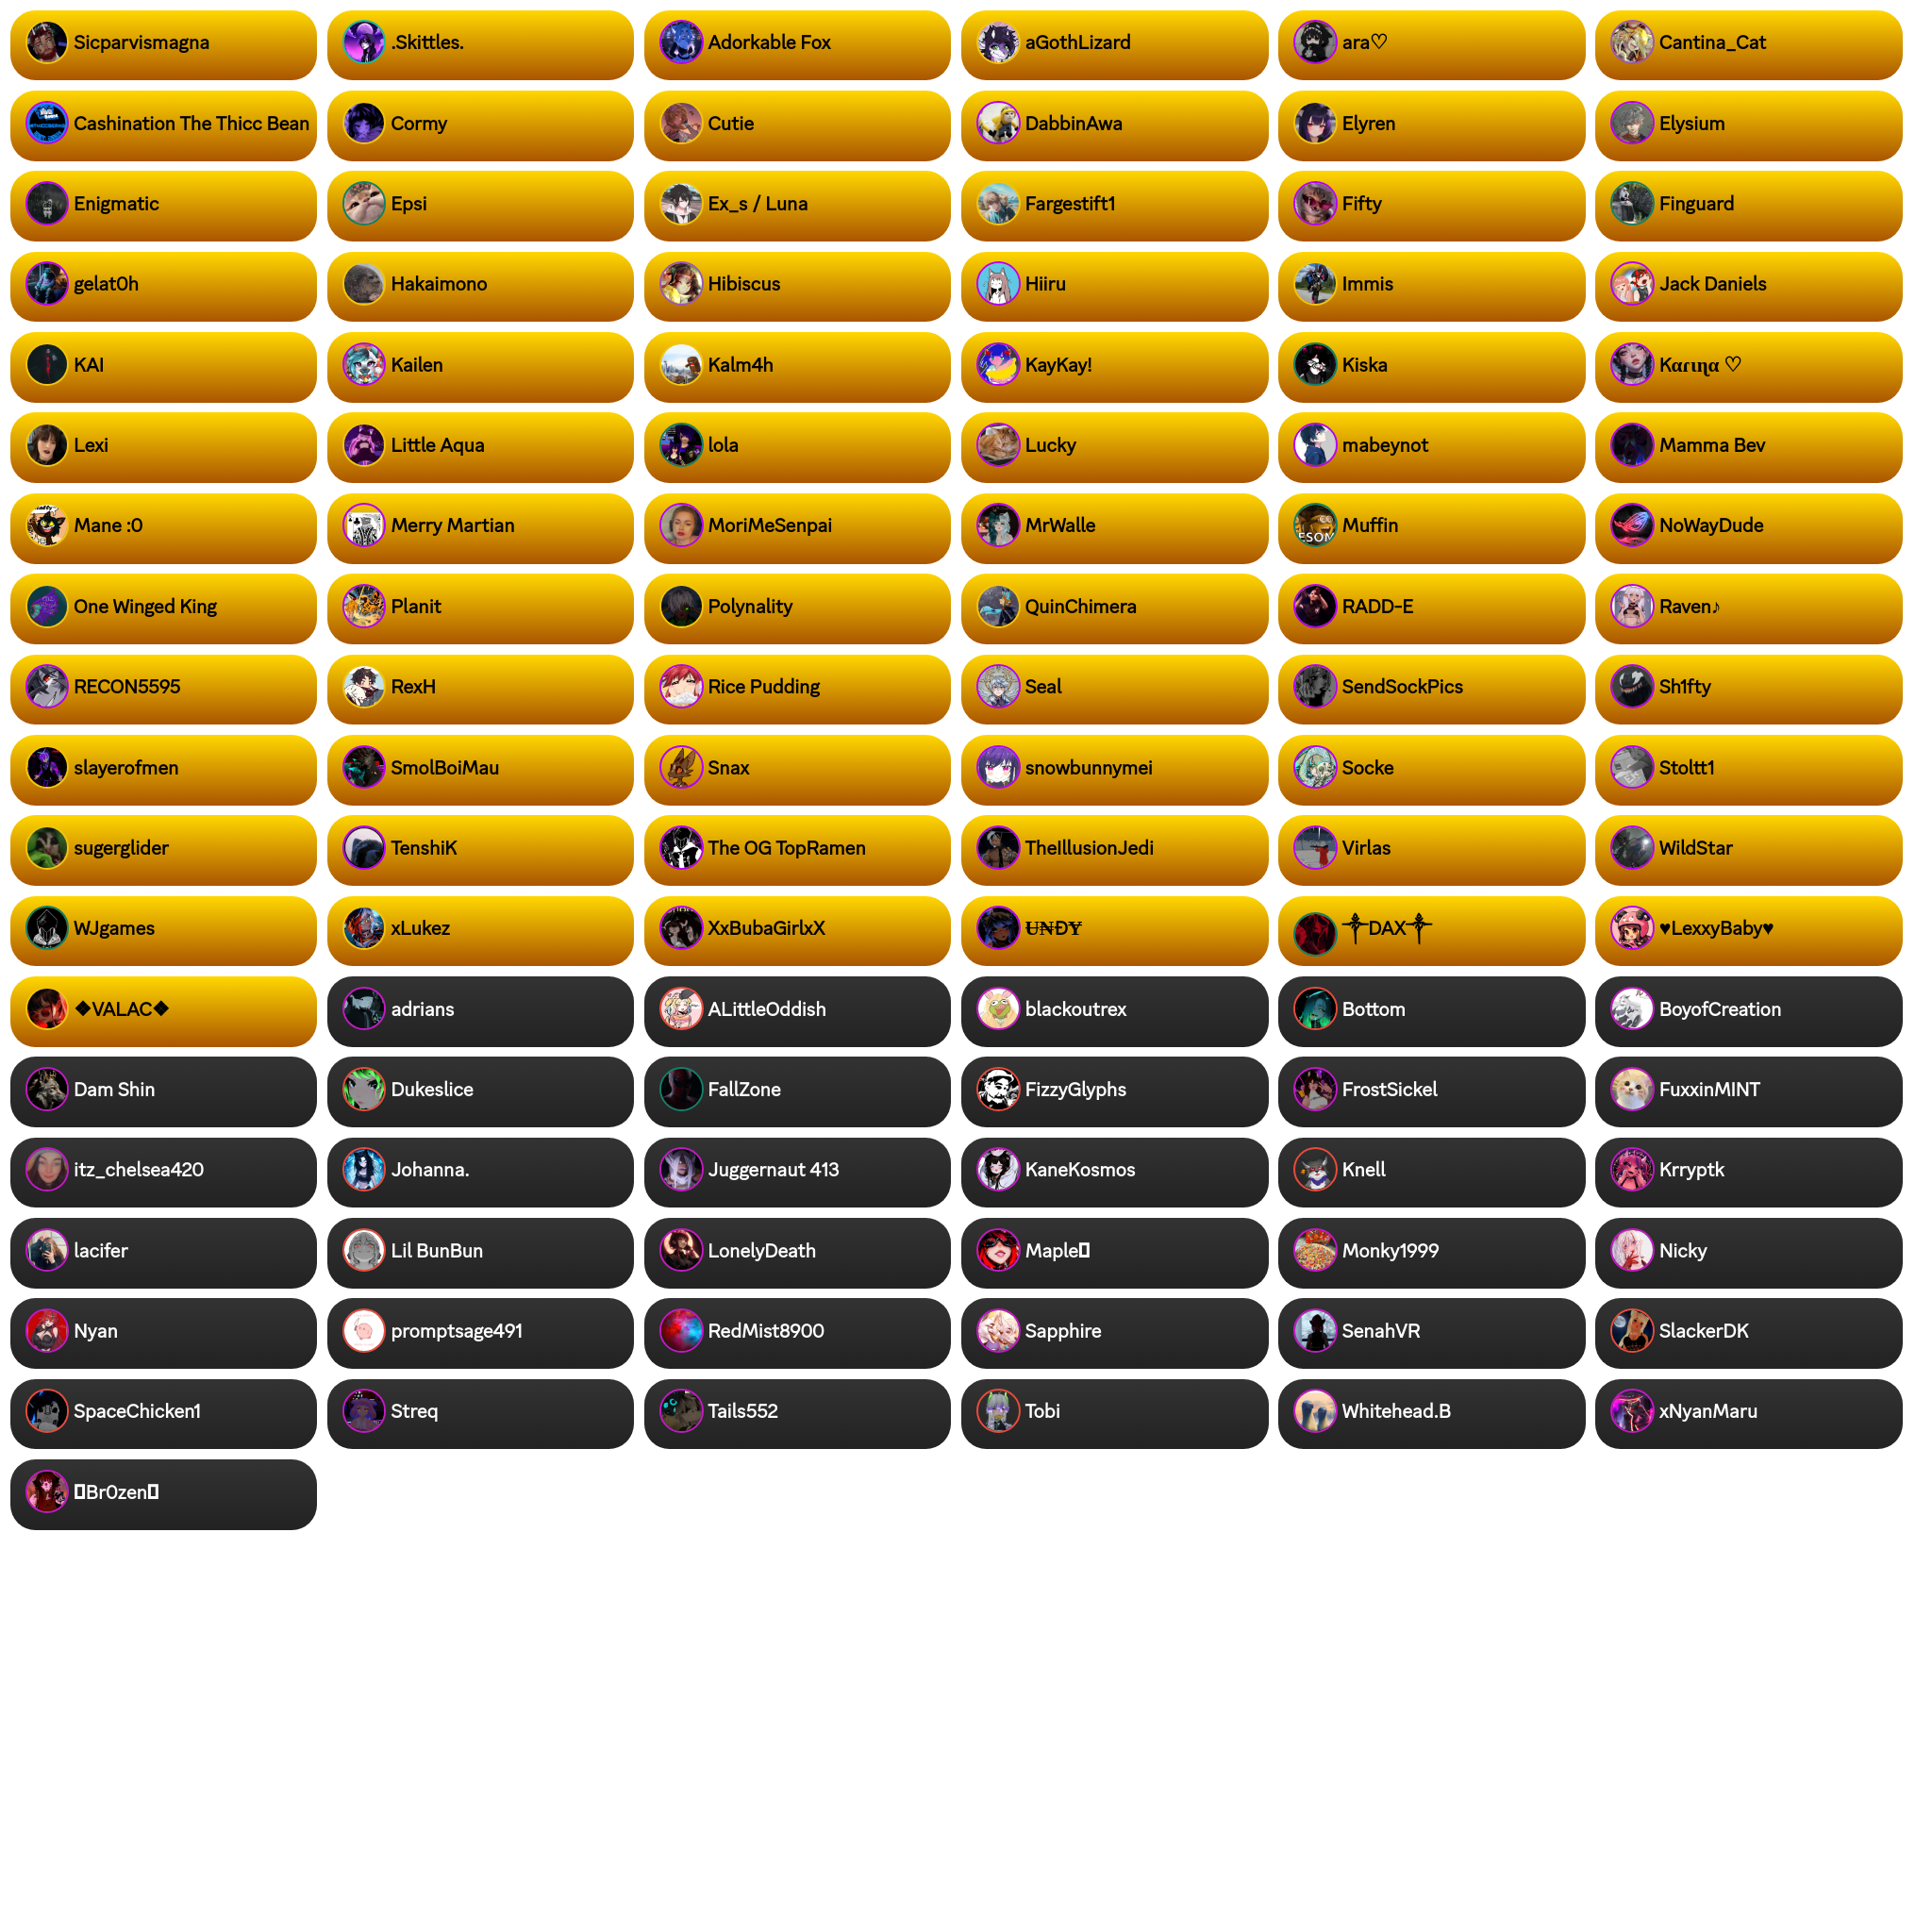 Sicparvismagna
.Skittles.
Adorkable Fox
aGothLizard
ara♡
Cantina_Cat
Cashination The Thicc Bean
Cormy
Cutie
DabbinAwa
Elyren
Elysium
Enigmatic
Epsi
Ex_s / Luna
Fargestift1
Fifty
Finguard
gelat0h
Hakaimono
Hibiscus
Hiiru
Immis
Jack Daniels
KAI
Kailen
Kalm4h
KayKay!
Kiska
Kαɾιɳα ♡
Lexi
Little Aqua
lola
Lucky
mabeynot
Mamma Bev
Mane :0
Merry Martian
MoriMeSenpai
MrWalle
Muffin
NoWayDude
One Winged King
Planit
Polynality
QuinChimera
RADD-E
Raven♪
RECON5595
RexH
Rice Pudding
Seal
SendSockPics
Sh1fty
slayerofmen
SmolBoiMau
Snax
snowbunnymei
Socke
Stoltt1
sugerglider
TenshiK
The OG TopRamen
TheIllusionJedi
Virlas
WildStar
WJgames
xLukez
XxBubaGirlxX
U̶₦ĐɎ
⸸DAX⸸
♥LexxyBaby♥
❖VALAC❖
adrians
ALittleOddish
blackoutrex
Bottom
BoyofCreation
Dam Shin
Dukeslice
FallZone
FizzyGlyphs
FrostSickel
FuxxinMINT
itz_chelsea420
Johanna.
Juggernaut 413
KaneKosmos
Knell
Krryptk
lacifer
Lil BunBun
LonelyDeath
Maple
Monky1999
Nicky
Nyan
promptsage491
RedMist8900
Sapphire
SenahVR
SlackerDK
SpaceChicken1
Streq
Tails552
Tobi
Whitehead.B
xNyanMaru
Br0zen